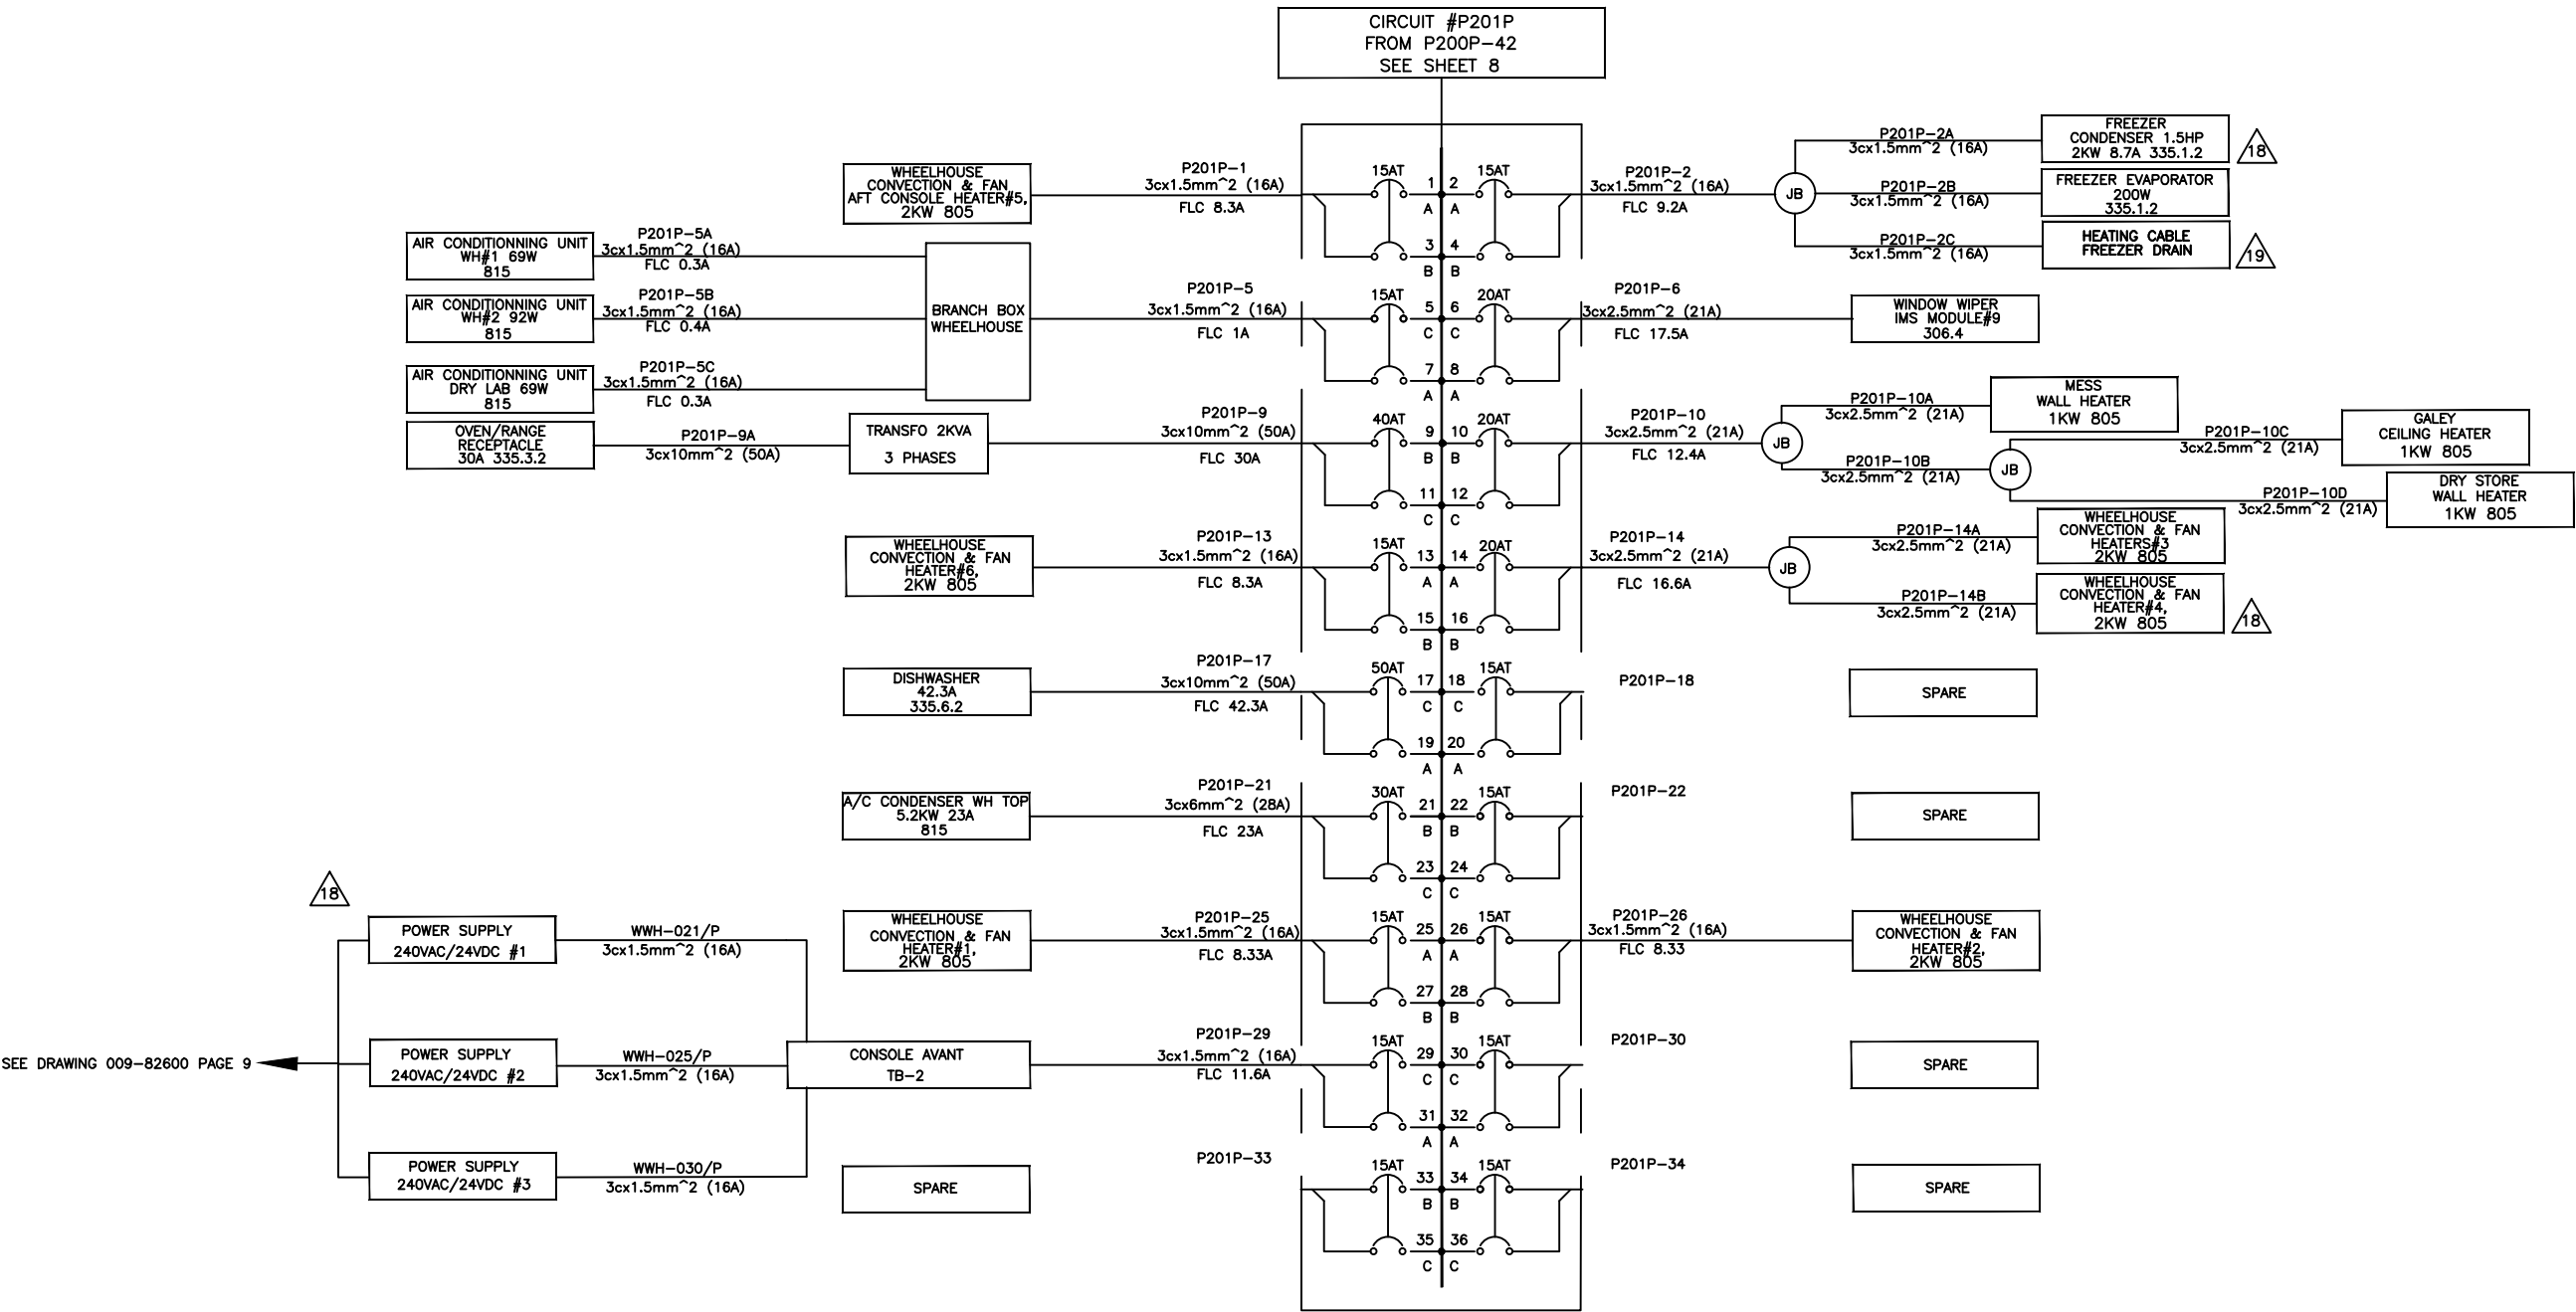 CIRCUIT #P201P
FROM P200P-42
SEE SHEET 8
WHEELHOUSE
CONVECTION & FAN
AFT CONSOLE HEATER#5,
2KW 805
P201P-1
3cx1.5mm^2 (16A)
FLC 8.3A
15AT
1
A
3
B
2
A
4
B
15AT
P201P-2
3cx1.5mm^2 (16A)
FLC 9.2A
JB
P201P-2A
3cx1.5mm^2 (16A)
FREEZER
CONDENSER 1.5HP
2KW 8.7A 335.1.2
18
P201P-2B
3cx1.5mm^2 (16A)
FREEZER EVAPORATOR
200W
335.1.2
P201P-2C
3cx1.5mm^2 (16A)
HEATING CABLE
FREEZER DRAIN
19
AIR CONDITIONNING UNIT
WH#1 69W
815
P201P-5A
3cx1.5mm^2 (16A)
FLC 0.3A
AIR CONDITIONNING UNIT
WH#2 92W
815
P201P-5B
3cx1.5mm^2 (16A)
FLC 0.4A
AIR CONDITIONNING UNIT
DRY LAB 69W
815
P201P-5C
3cx1.5mm^2 (16A)
FLC 0.3A
BRANCH BOX
WHEELHOUSE
P201P-5
3cx1.5mm^2 (16A)
FLC 1A
15AT
5
C
7
A
6
C
8
A
20AT
P201P-6
3cx2.5mm^2 (21A)
FLC 17.5A
WINDOW WIPER
IMS MODULE#9
306.4
OVEN/RANGE
RECEPTACLE
30A 335.3.2
P201P-9A
3cx10mm^2 (50A)
TRANSFO 2KVA
3 PHASES
P201P-9
3cx10mm^2 (50A)
FLC 30A
40AT
9
B
11
C
10
B
12
C
20AT
P201P-10
3cx2.5mm^2 (21A)
FLC 12.4A
JB
P201P-10A
3cx2.5mm^2 (21A)
MESS
WALL HEATER
1KW 805
P201P-10B
3cx2.5mm^2 (21A)
JB
P201P-10C
3cx2.5mm^2 (21A)
GALEY
CEILING HEATER
1KW 805
P201P-10D
3cx2.5mm^2 (21A)
DRY STORE
WALL HEATER
1KW 805
WHEELHOUSE
CONVECTION & FAN
HEATER#6,
2KW 805
P201P-13
3cx1.5mm^2 (16A)
FLC 8.3A
15AT
13
A
15
B
14
A
16
B
20AT
P201P-14
3cx2.5mm^2 (21A)
FLC 16.6A
JB
P201P-14A
3cx2.5mm^2 (21A)
WHEELHOUSE
CONVECTION & FAN
HEATERS#3
2KW 805
P201P-14B
3cx2.5mm^2 (21A)
WHEELHOUSE
CONVECTION & FAN
HEATER#4,
2KW 805
18
DISHWASHER
42.3A
335.6.2
P201P-17
3cx10mm^2 (50A)
FLC 42.3A
50AT
17
C
19
A
18
C
20
A
15AT
P201P-18
SPARE
A/C CONDENSER WH TOP
5.2KW 23A
815
P201P-21
3cx6mm^2 (28A)
FLC 23A
30AT
21
B
23
C
22
B
24
C
15AT
P201P-22
SPARE
18
WHEELHOUSE
CONVECTION & FAN
HEATER#1,
2KW 805
P201P-25
3cx1.5mm^2 (16A)
FLC 8.33A
15AT
25
A
27
B
26
A
28
B
15AT
P201P-26
3cx1.5mm^2 (16A)
FLC 8.33
WHEELHOUSE
CONVECTION & FAN
HEATER#2,
2KW 805
SEE DRAWING 009-82600 PAGE 9
POWER SUPPLY
240VAC/24VDC #1
WWH-021/P
3cx1.5mm^2 (16A)
POWER SUPPLY
240VAC/24VDC #2
WWH-025/P
3cx1.5mm^2 (16A)
POWER SUPPLY
240VAC/24VDC #3
WWH-030/P
3cx1.5mm^2 (16A)
CONSOLE AVANT
TB-2
P201P-29
3cx1.5mm^2 (16A)
FLC 11.6A
15AT
29
C
31
A
30
C
32
A
15AT
P201P-30
SPARE
SPARE
P201P-33
15AT
33
B
35
C
34
B
36
C
15AT
P201P-34
SPARE